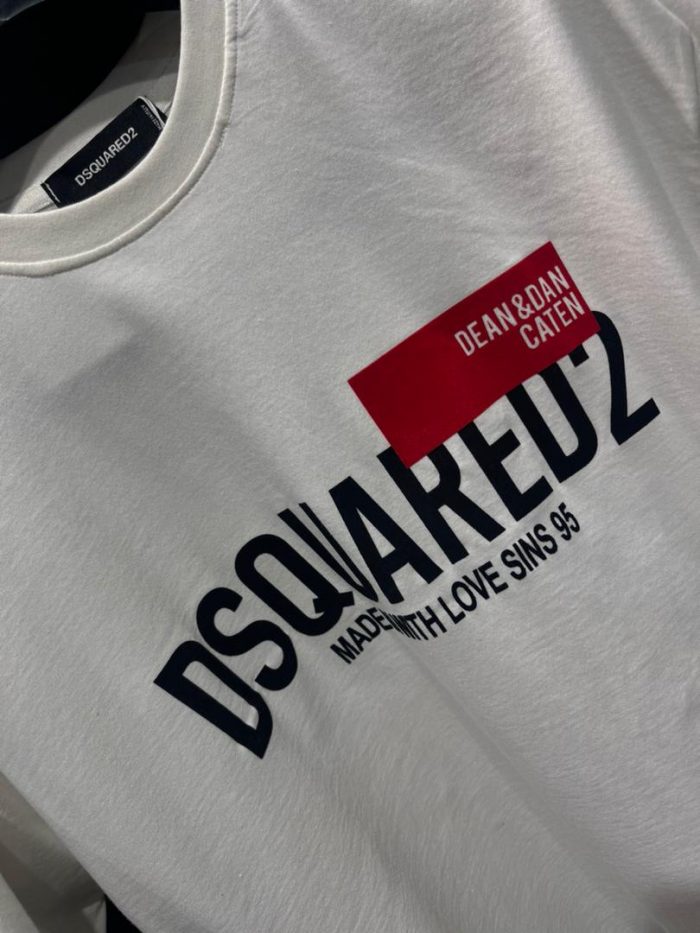 DSQUARED2
DEAN&DAN
CATEN
DSQUARED2
MADE WITH LOVE SINS 95